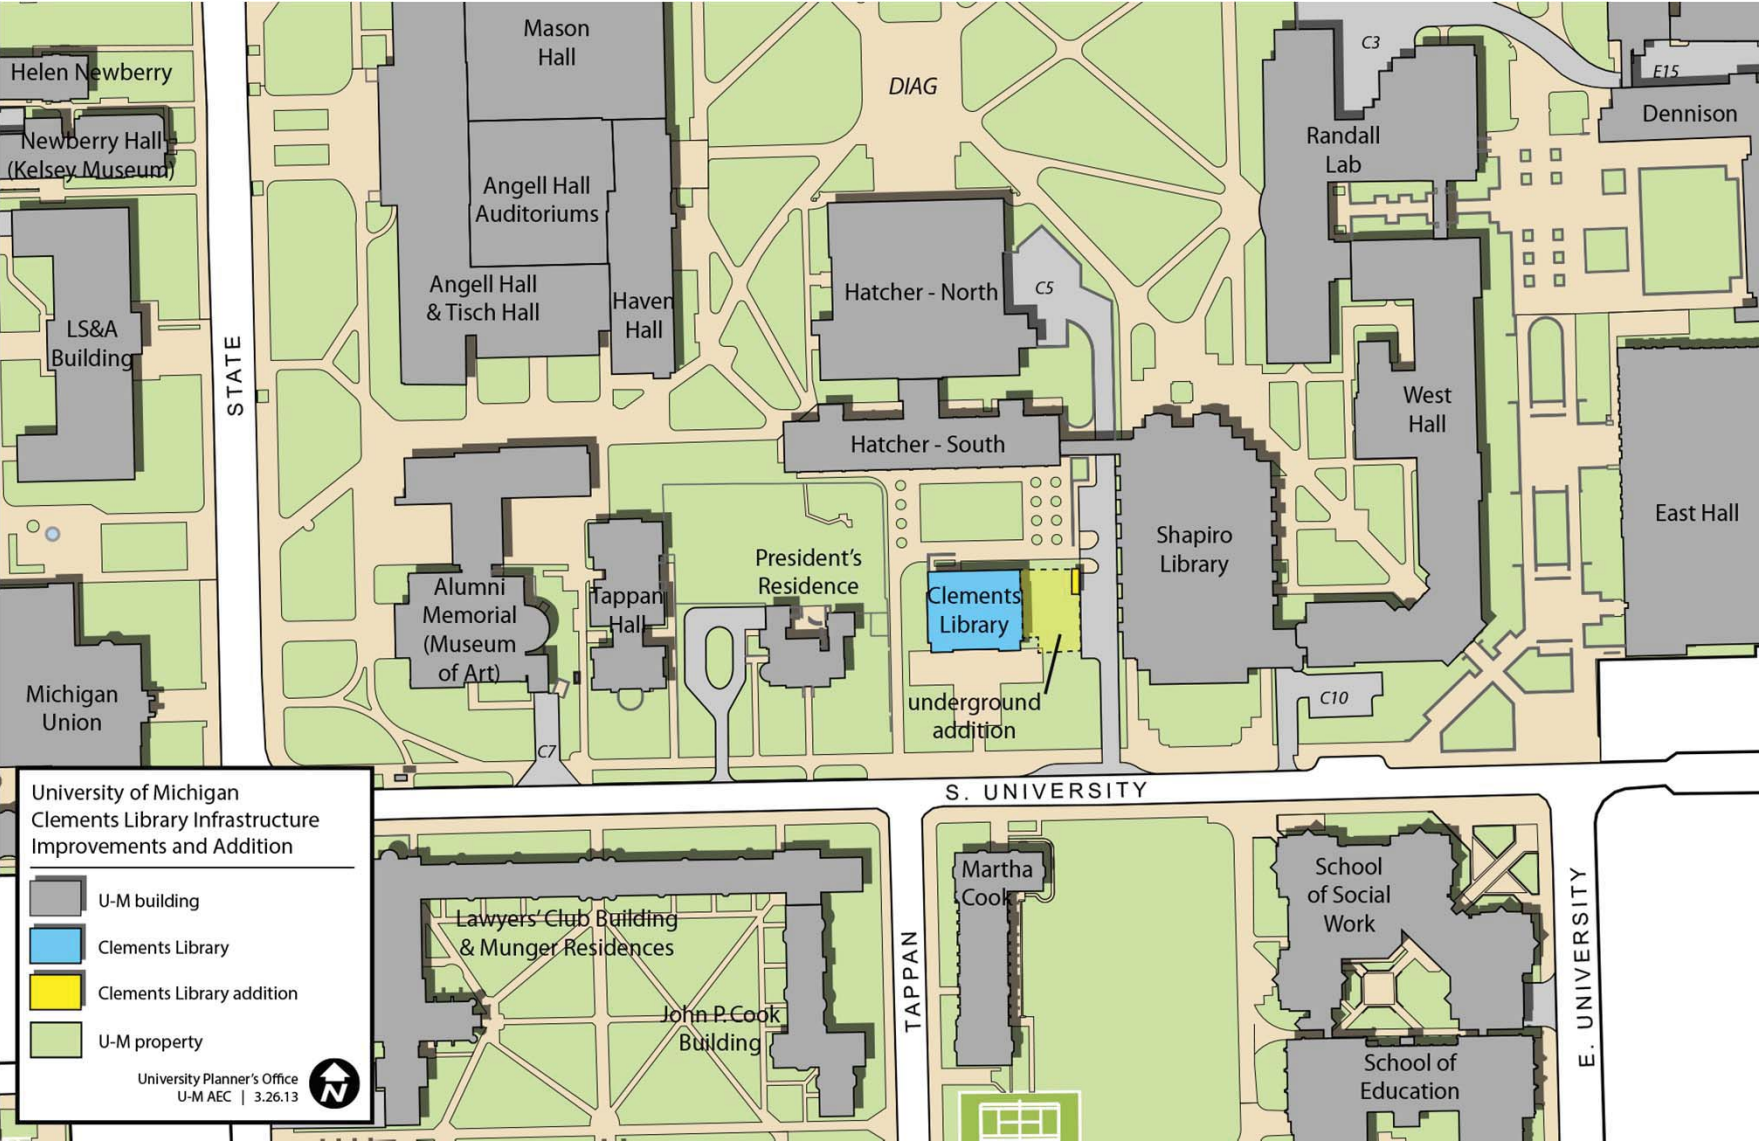 Mason
Hall
C3
E15
Helen Newberry
DIAG
Dennison
Newberry Hall
(Kelsey Museum)
Randall
Lab
Angell Hall
Auditoriums
Angell Hall
& Tisch Hall
Haven
Hall
Hatcher - North
C5
LS&A
Building
STATE
West
Hall
Hatcher - South
East Hall
Shapiro
Library
President's
Residence
Alumni
Memorial
(Museum
of Art)
Tappan
Hall
Clements
Library
Michigan
Union
underground
addition
C10
C7
S. UNIVERSITY
University of Michigan
Clements Library Infrastructure
Improvements and Addition
U-M building
Clements Library
Clements Library addition
U-M property
University Planner's Office
U-M AEC | 3.26.13
N
Lawyers' Club Building
& Munger Residences
John P. Cook
Building
TAPPAN
Martha
Cook
School
of Social
Work
E. UNIVERSITY
School of
Education